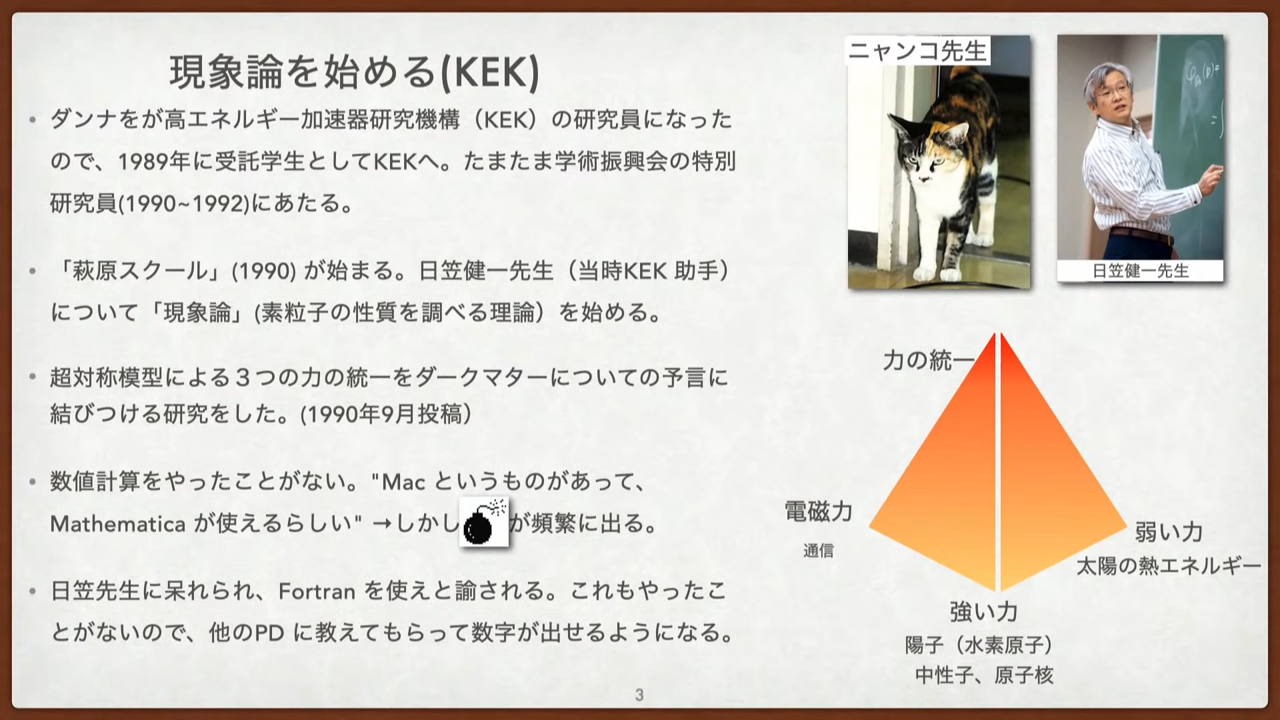 現象論を始める(KEK)
• ダンナをが高エネルギー加速器研究機構（KEK）の研究員になった
ので、1989年に受託学生としてKEKへ。たまたま学術振興会の特別
研究員(1990~1992)にあたる。
• 「萩原スクール」(1990) が始まる。日笠健一先生（当時KEK 助手）
について「現象論」(素粒子の性質を調べる理論）を始める。
• 超対称模型による３つの力の統一をダークマターについての予言に
結びつける研究をした。(1990年9月投稿）
• 数値計算をやったことがない。"Mac というものがあって、
Mathematica が使えるらしい" →しかし が頻繁に出る。
• 日笠先生に呆れられ、Fortran を使えと諭される。これもやったこ
とがないので、他のPD に教えてもらって数字が出せるようになる。
ニャンコ先生
日笠健一先生
力の統一
電磁力
通信
弱い力
太陽の熱エネルギー
強い力
陽子（水素原子）
中性子、原子核
3